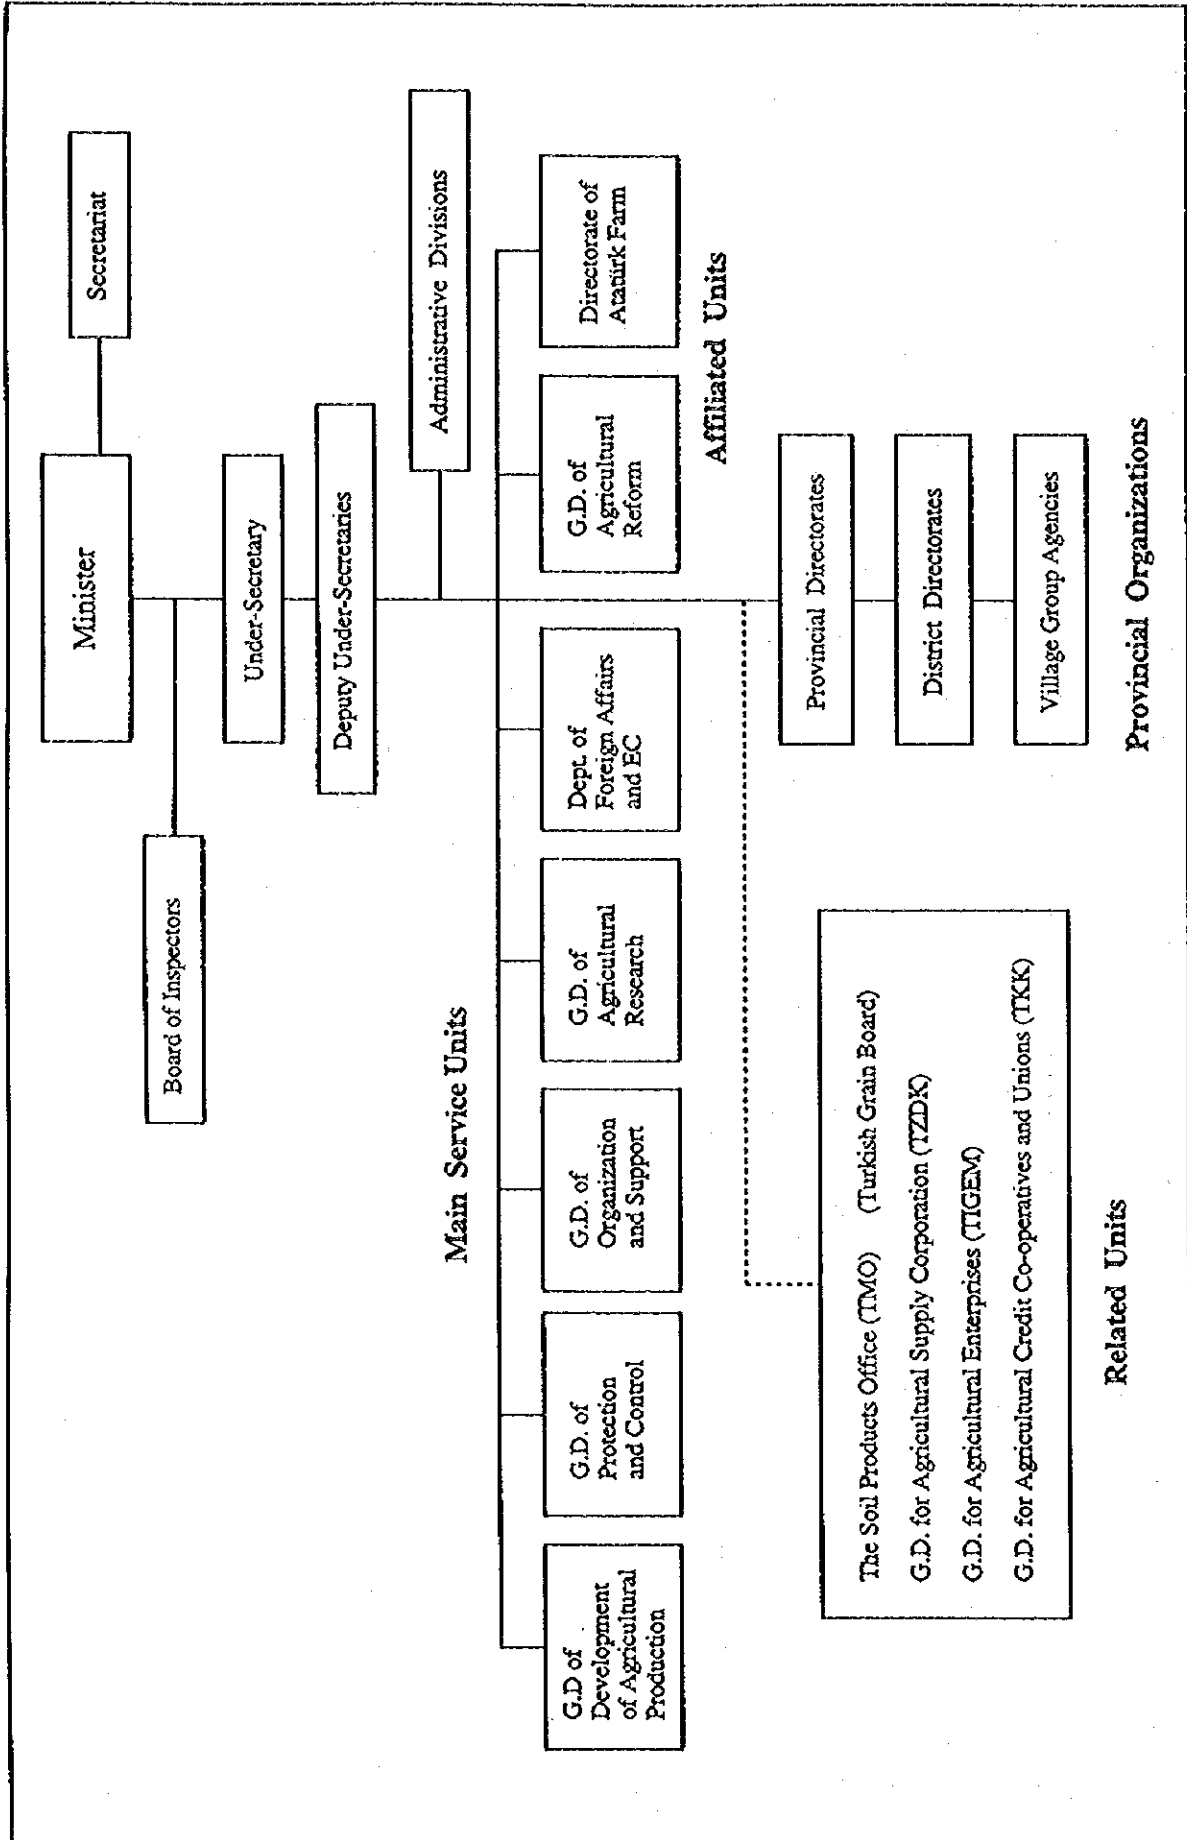 Minister
Secretariat
Board of Inspectors
Under-Secretary
Deputy Under-Secretaries
Administrative Divisions
Main Service Units
G.D of
Development
of Agricultural
Production
G.D. of
Protection
and Control
G.D. of
Organization
and Support
G.D. of
Agricultural
Research
Dept. of
Foreign Affairs
and EC
G.D. of
Agricultural
Reform
Directorate of
Atatürk Farm
Affiliated Units
The Soil Products Office (TMO) (Turkish Grain Board)
G.D. for Agricultural Supply Corporation (TZDK)
G.D. for Agricultural Enterprises (TIGEM)
G.D. for Agricultural Credit Co-operatives and Unions (TKK)
Related Units
Provincial Directorates
District Directorates
Village Group Agencies
Provincial Organizations